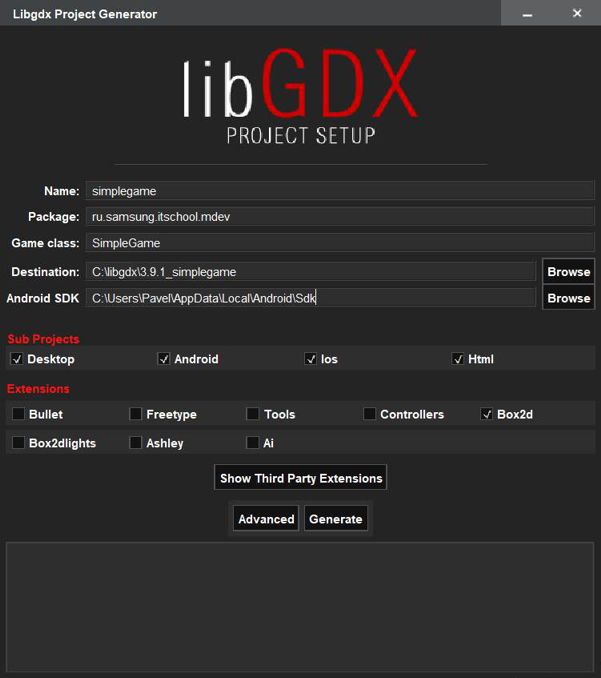 Libgdx Project Generator
libGDX
PROJECT SETUP
Name: simplegame
Package: ru.samsung.itschool.mdev
Game class: SimpleGame
Destination: C:\libgdx\3.9.1_simplegame Browse
Android SDK C:\Users\Pavel\AppData\Local\Android\Sdk Browse
Sub Projects
Desktop Android Ios Html
Extensions
Bullet Freetype Tools Controllers Box2d
Box2dlights Ashley Ai
Show Third Party Extensions
Advanced Generate